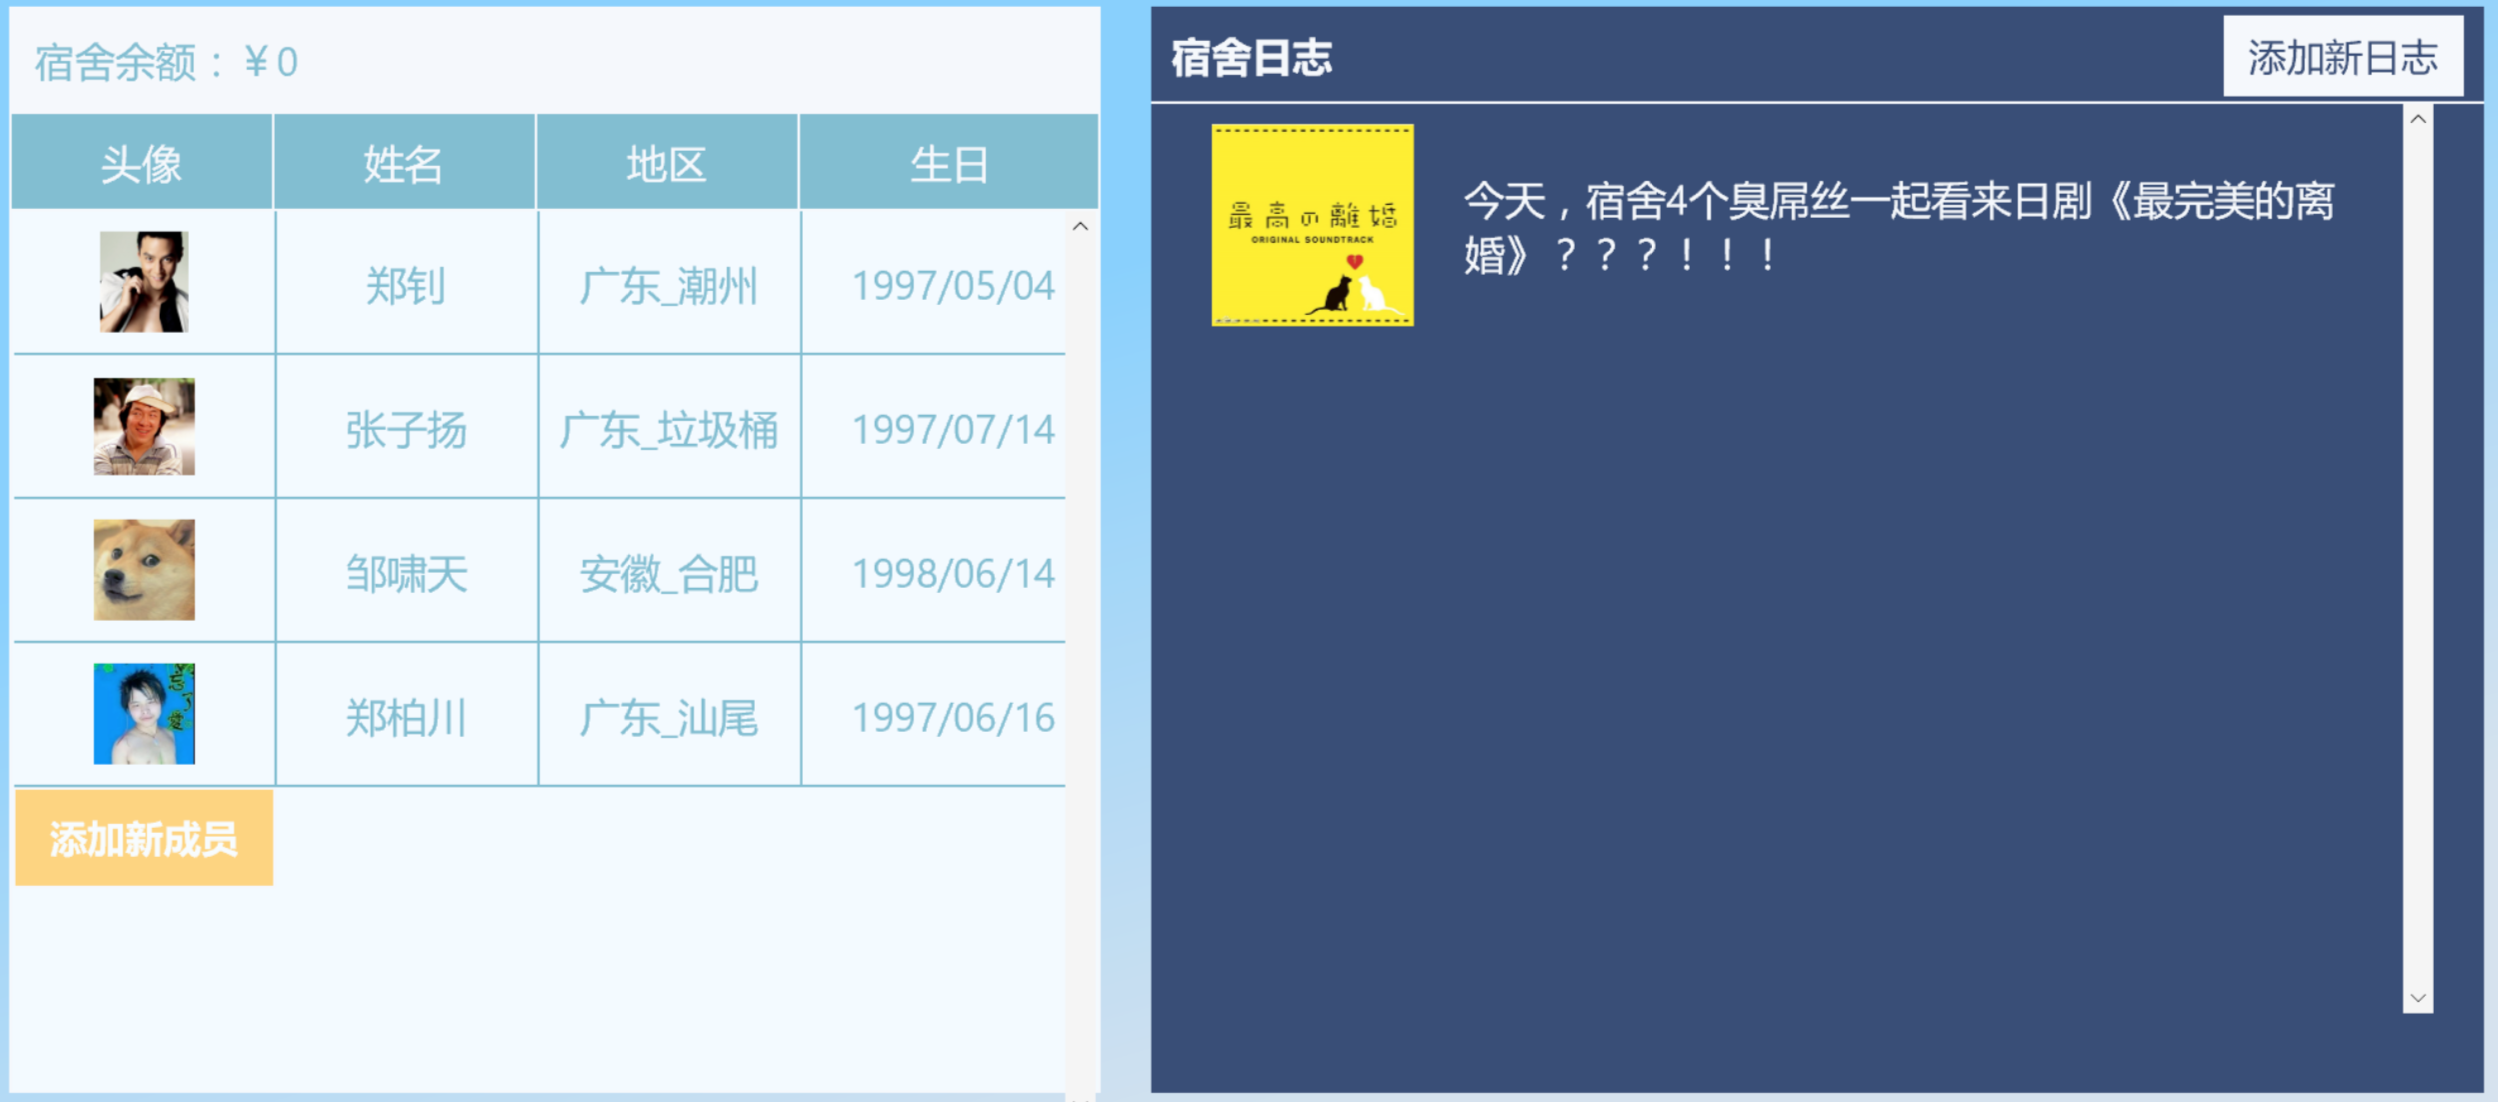 宿舍余额：￥0
头像 姓名 地区 生日
郑钊 广东_潮州 1997/05/04
张子扬 广东_垃圾桶 1997/07/14
邹啸天 安徽_合肥 1998/06/14
郑柏川 广东_汕尾 1997/06/16
添加新成员
宿舍日志
添加新日志
最高の離婚
ORIGINAL SOUNDTRACK
今天，宿舍4个臭屌丝一起看来日剧《最完美的离
婚》？？？！！！